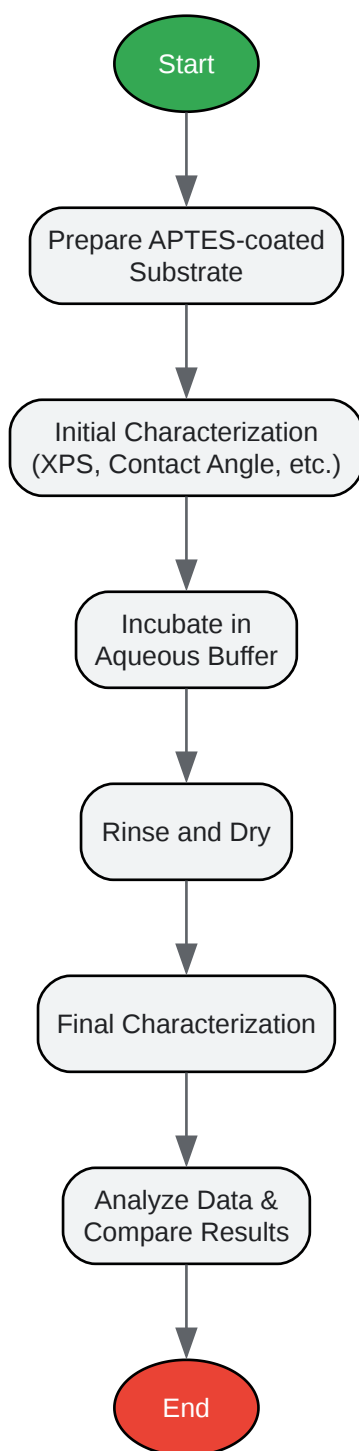 Start
Prepare APTES-coated
Substrate
Initial Characterization
(XPS, Contact Angle, etc.)
Incubate in
Aqueous Buffer
Rinse and Dry
Final Characterization
Analyze Data &
Compare Results
End